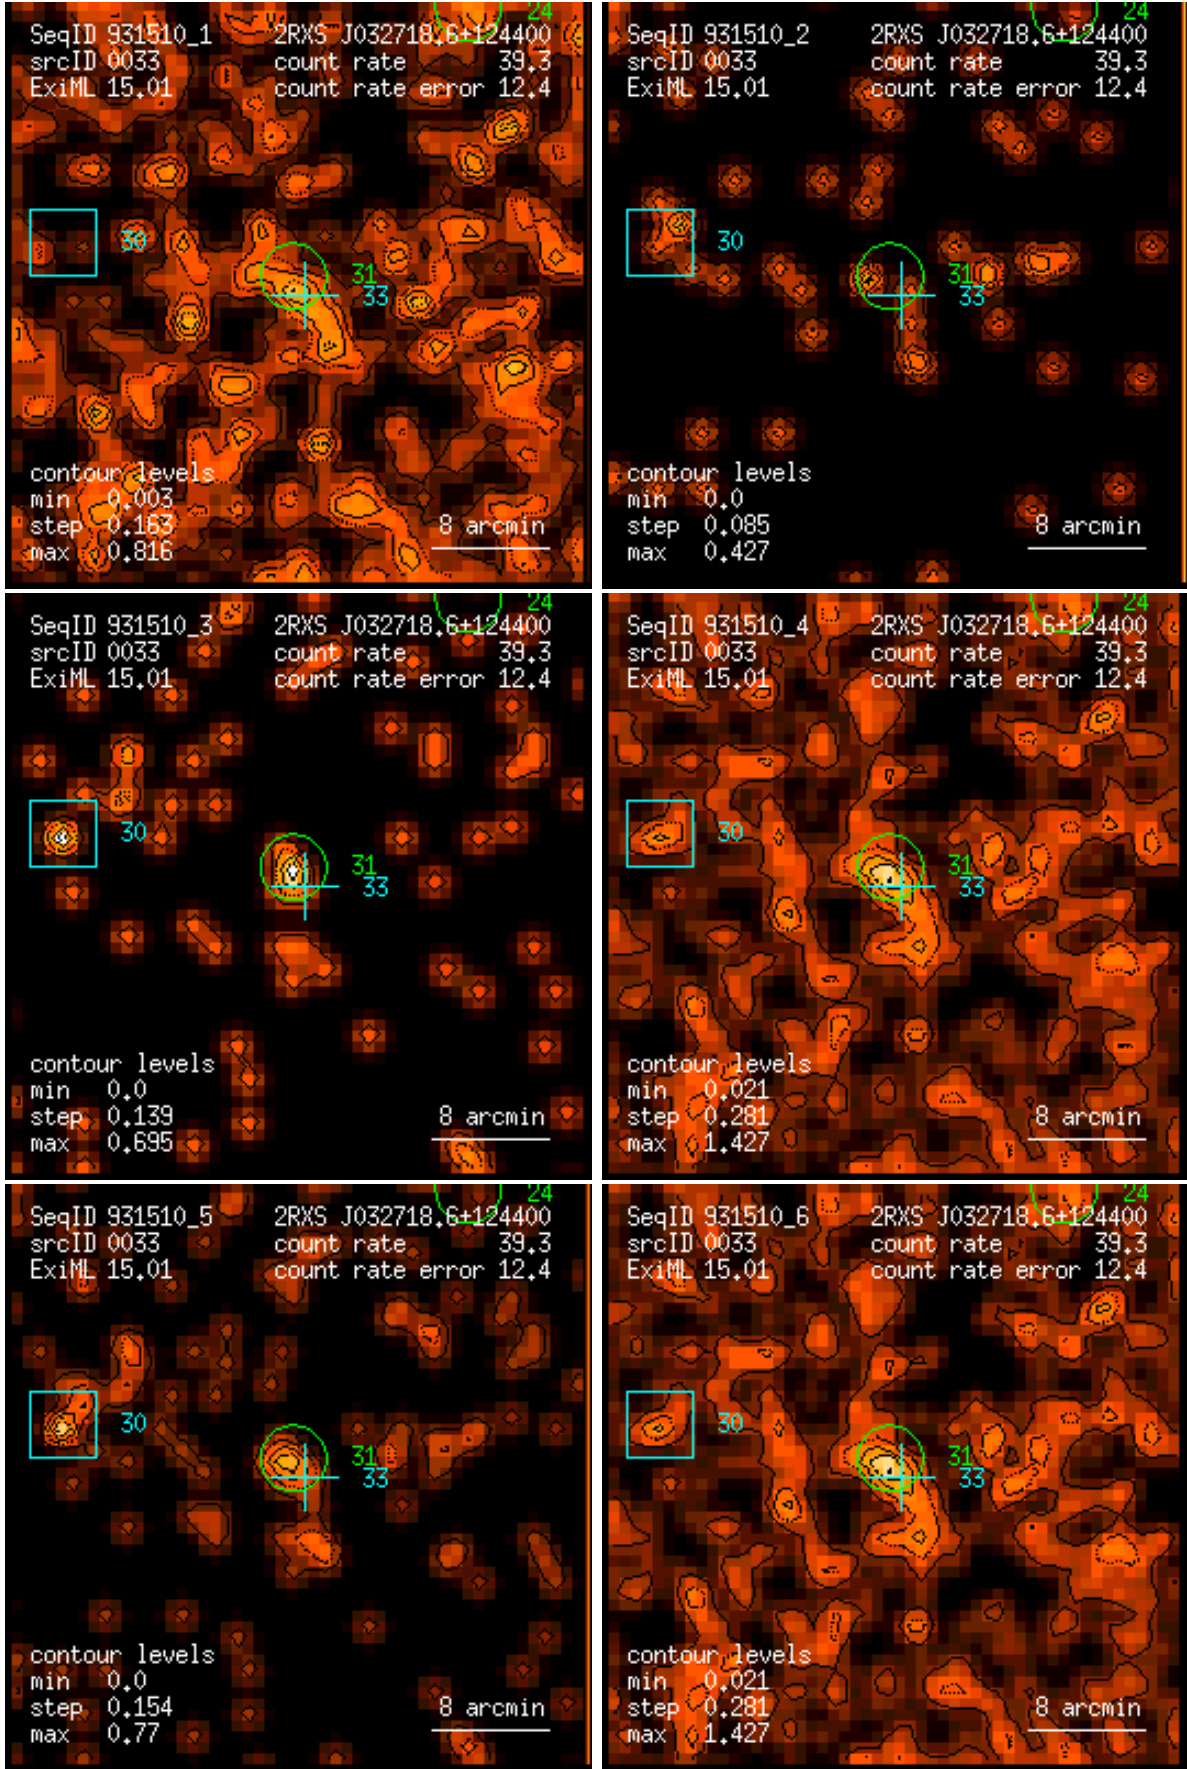 24
SeqID 931510_1 2RXS J032718.6+124400
srcID 0033 count rate 39.3
ExiML 15.01 count rate error 12.4
30
31
33
contour levels
min 0.003
step 0.163 8 arcmin
max 0.816
24
SeqID 931510_2 2RXS J032718.6+124400
srcID 0033 count rate 39.3
ExiML 15.01 count rate error 12.4
30
31
33
contour levels
min 0.0
step 0.085 8 arcmin
max 0.427
24
SeqID 931510_3 2RXS J032718.6+124400
srcID 0033 count rate 39.3
ExiML 15.01 count rate error 12.4
30
31
33
contour levels
min 0.0
step 0.139 8 arcmin
max 0.695
24
SeqID 931510_4 2RXS J032718.6+124400
srcID 0033 count rate 39.3
ExiML 15.01 count rate error 12.4
30
31
33
contour levels
min 0.021
step 0.281 8 arcmin
max 1.427
24
SeqID 931510_5 2RXS J032718.6+124400
srcID 0033 count rate 39.3
ExiML 15.01 count rate error 12.4
30
31
33
contour levels
min 0.0
step 0.154 8 arcmin
max 0.77
24
SeqID 931510_6 2RXS J032718.6+124400
srcID 0033 count rate 39.3
ExiML 15.01 count rate error 12.4
30
31
33
contour levels
min 0.021
step 0.281 8 arcmin
max 1.427